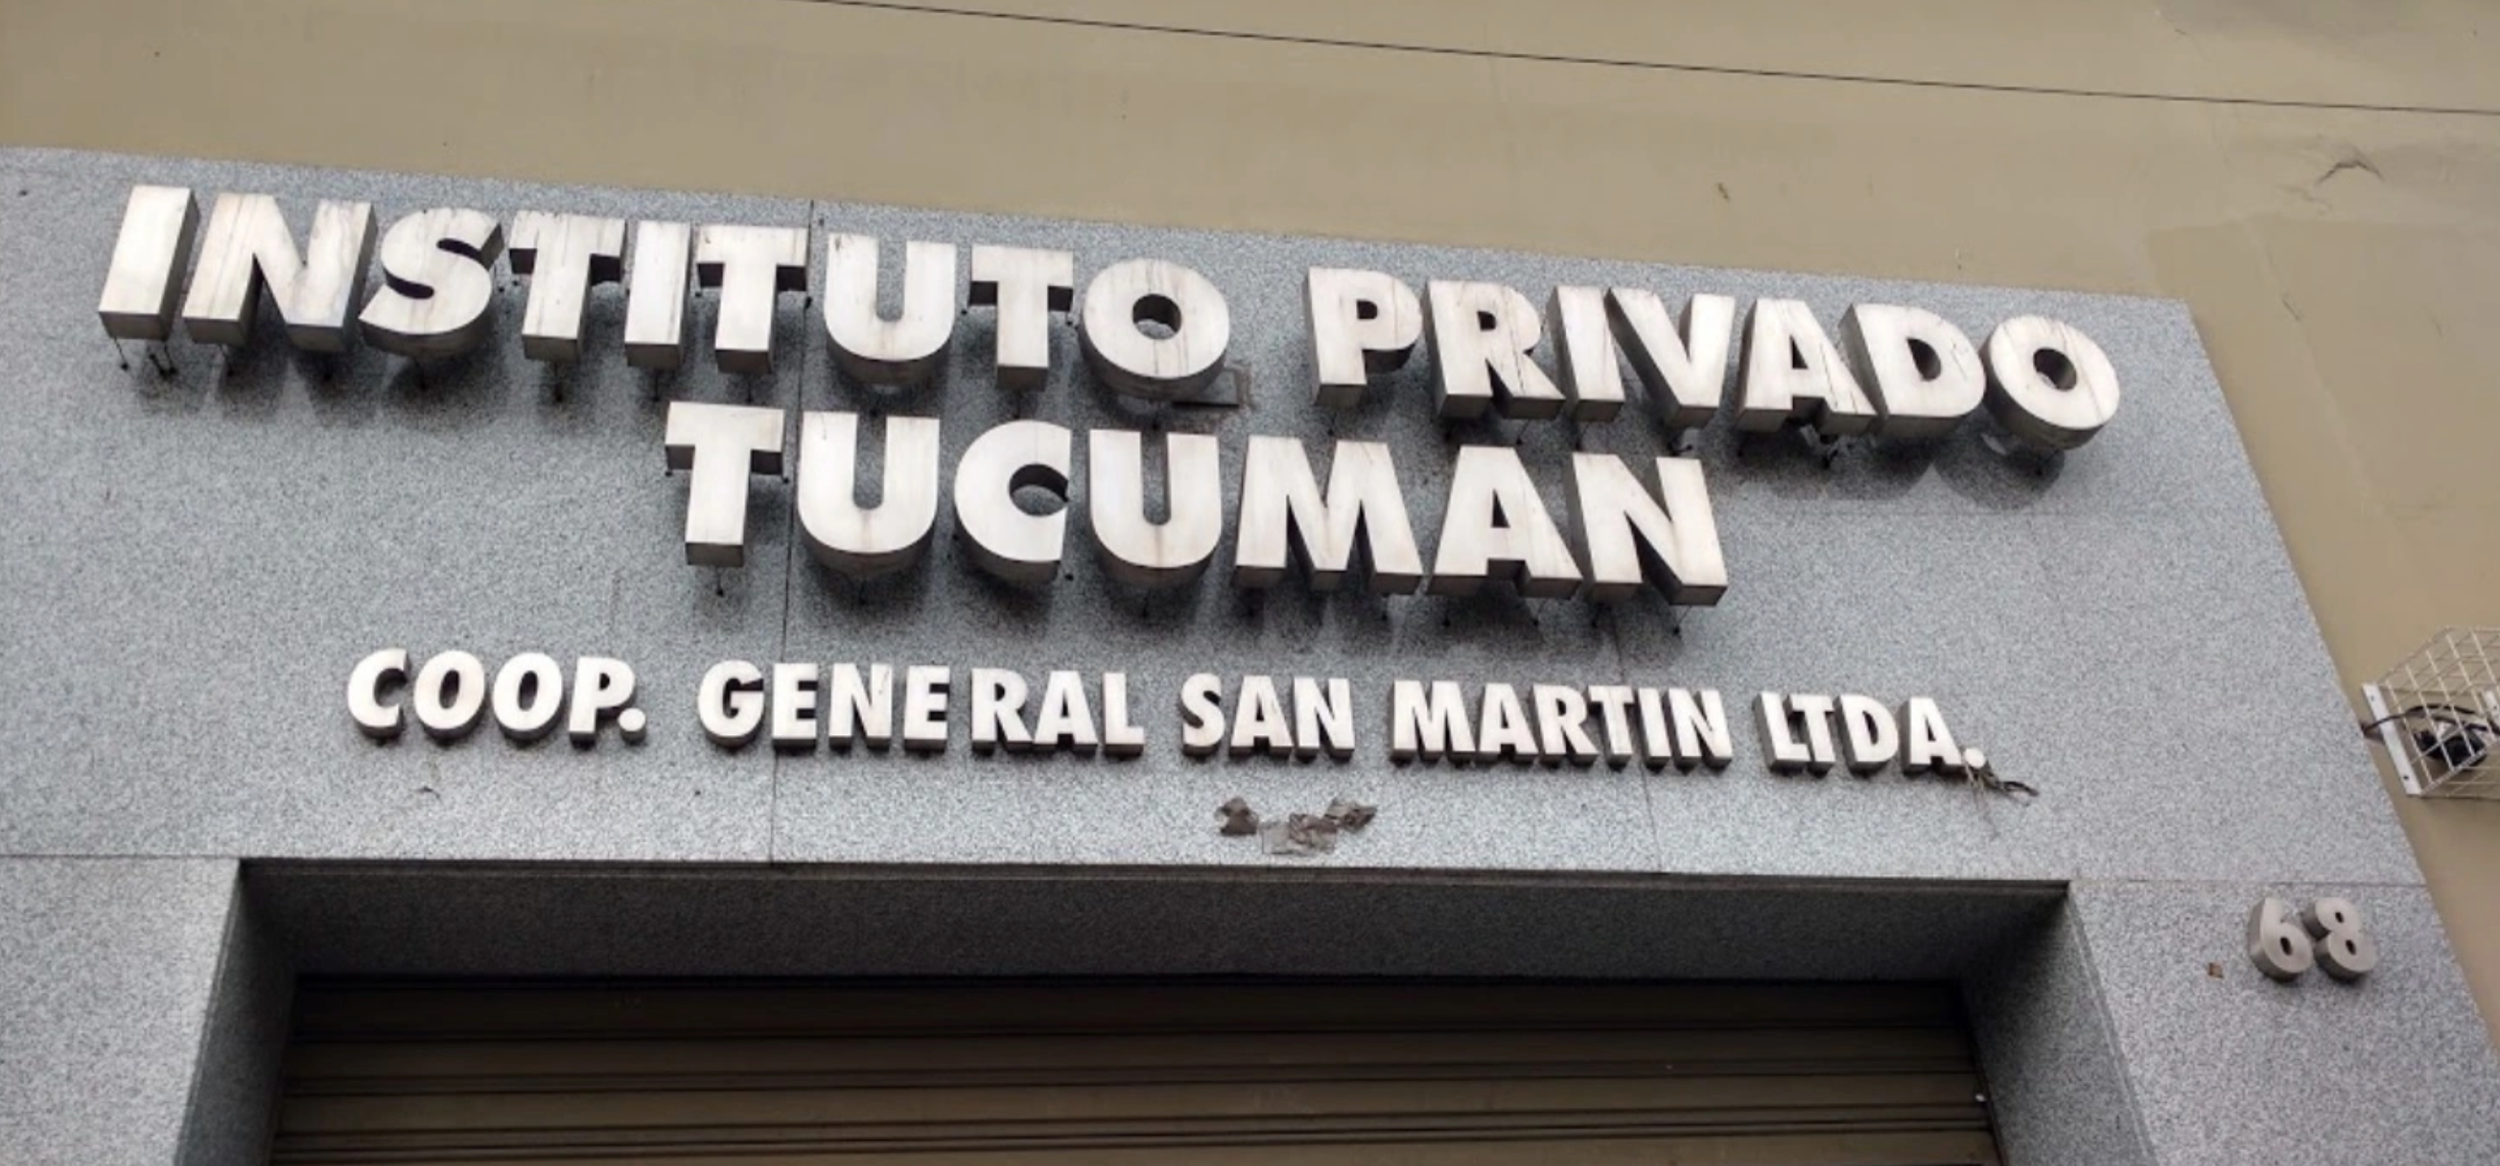 INSTITUTO PRIVADO
TUCUMAN
COOP. GENERAL SAN MARTIN LTDA.
68